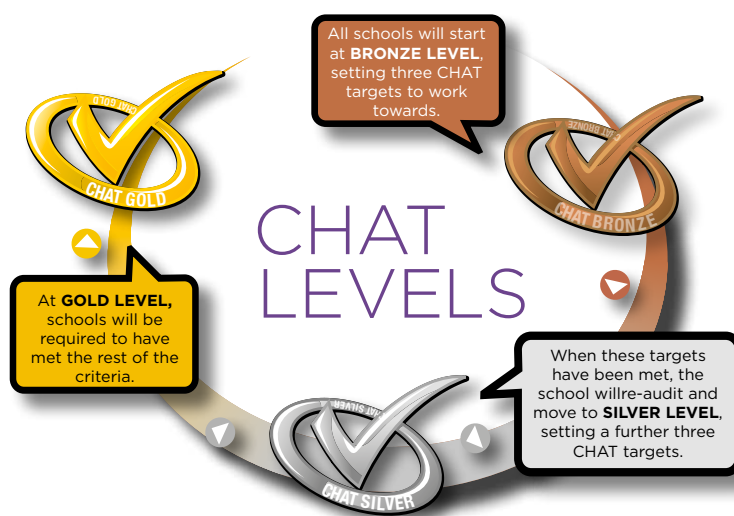 All schools will start
at BRONZE LEVEL,
setting three CHAT
targets to work
towards.
CHAT GOLD
CHAT GOLD
CHAT BRONZE
CHAT BRONZE
CHAT
LEVELS
At GOLD LEVEL,
schools will be
required to have
met the rest of the
criteria.
When these targets
have been met, the
school willre-audit and
move to SILVER LEVEL,
setting a further three
CHAT targets.
CHAT SILVER
CHAT SILVER